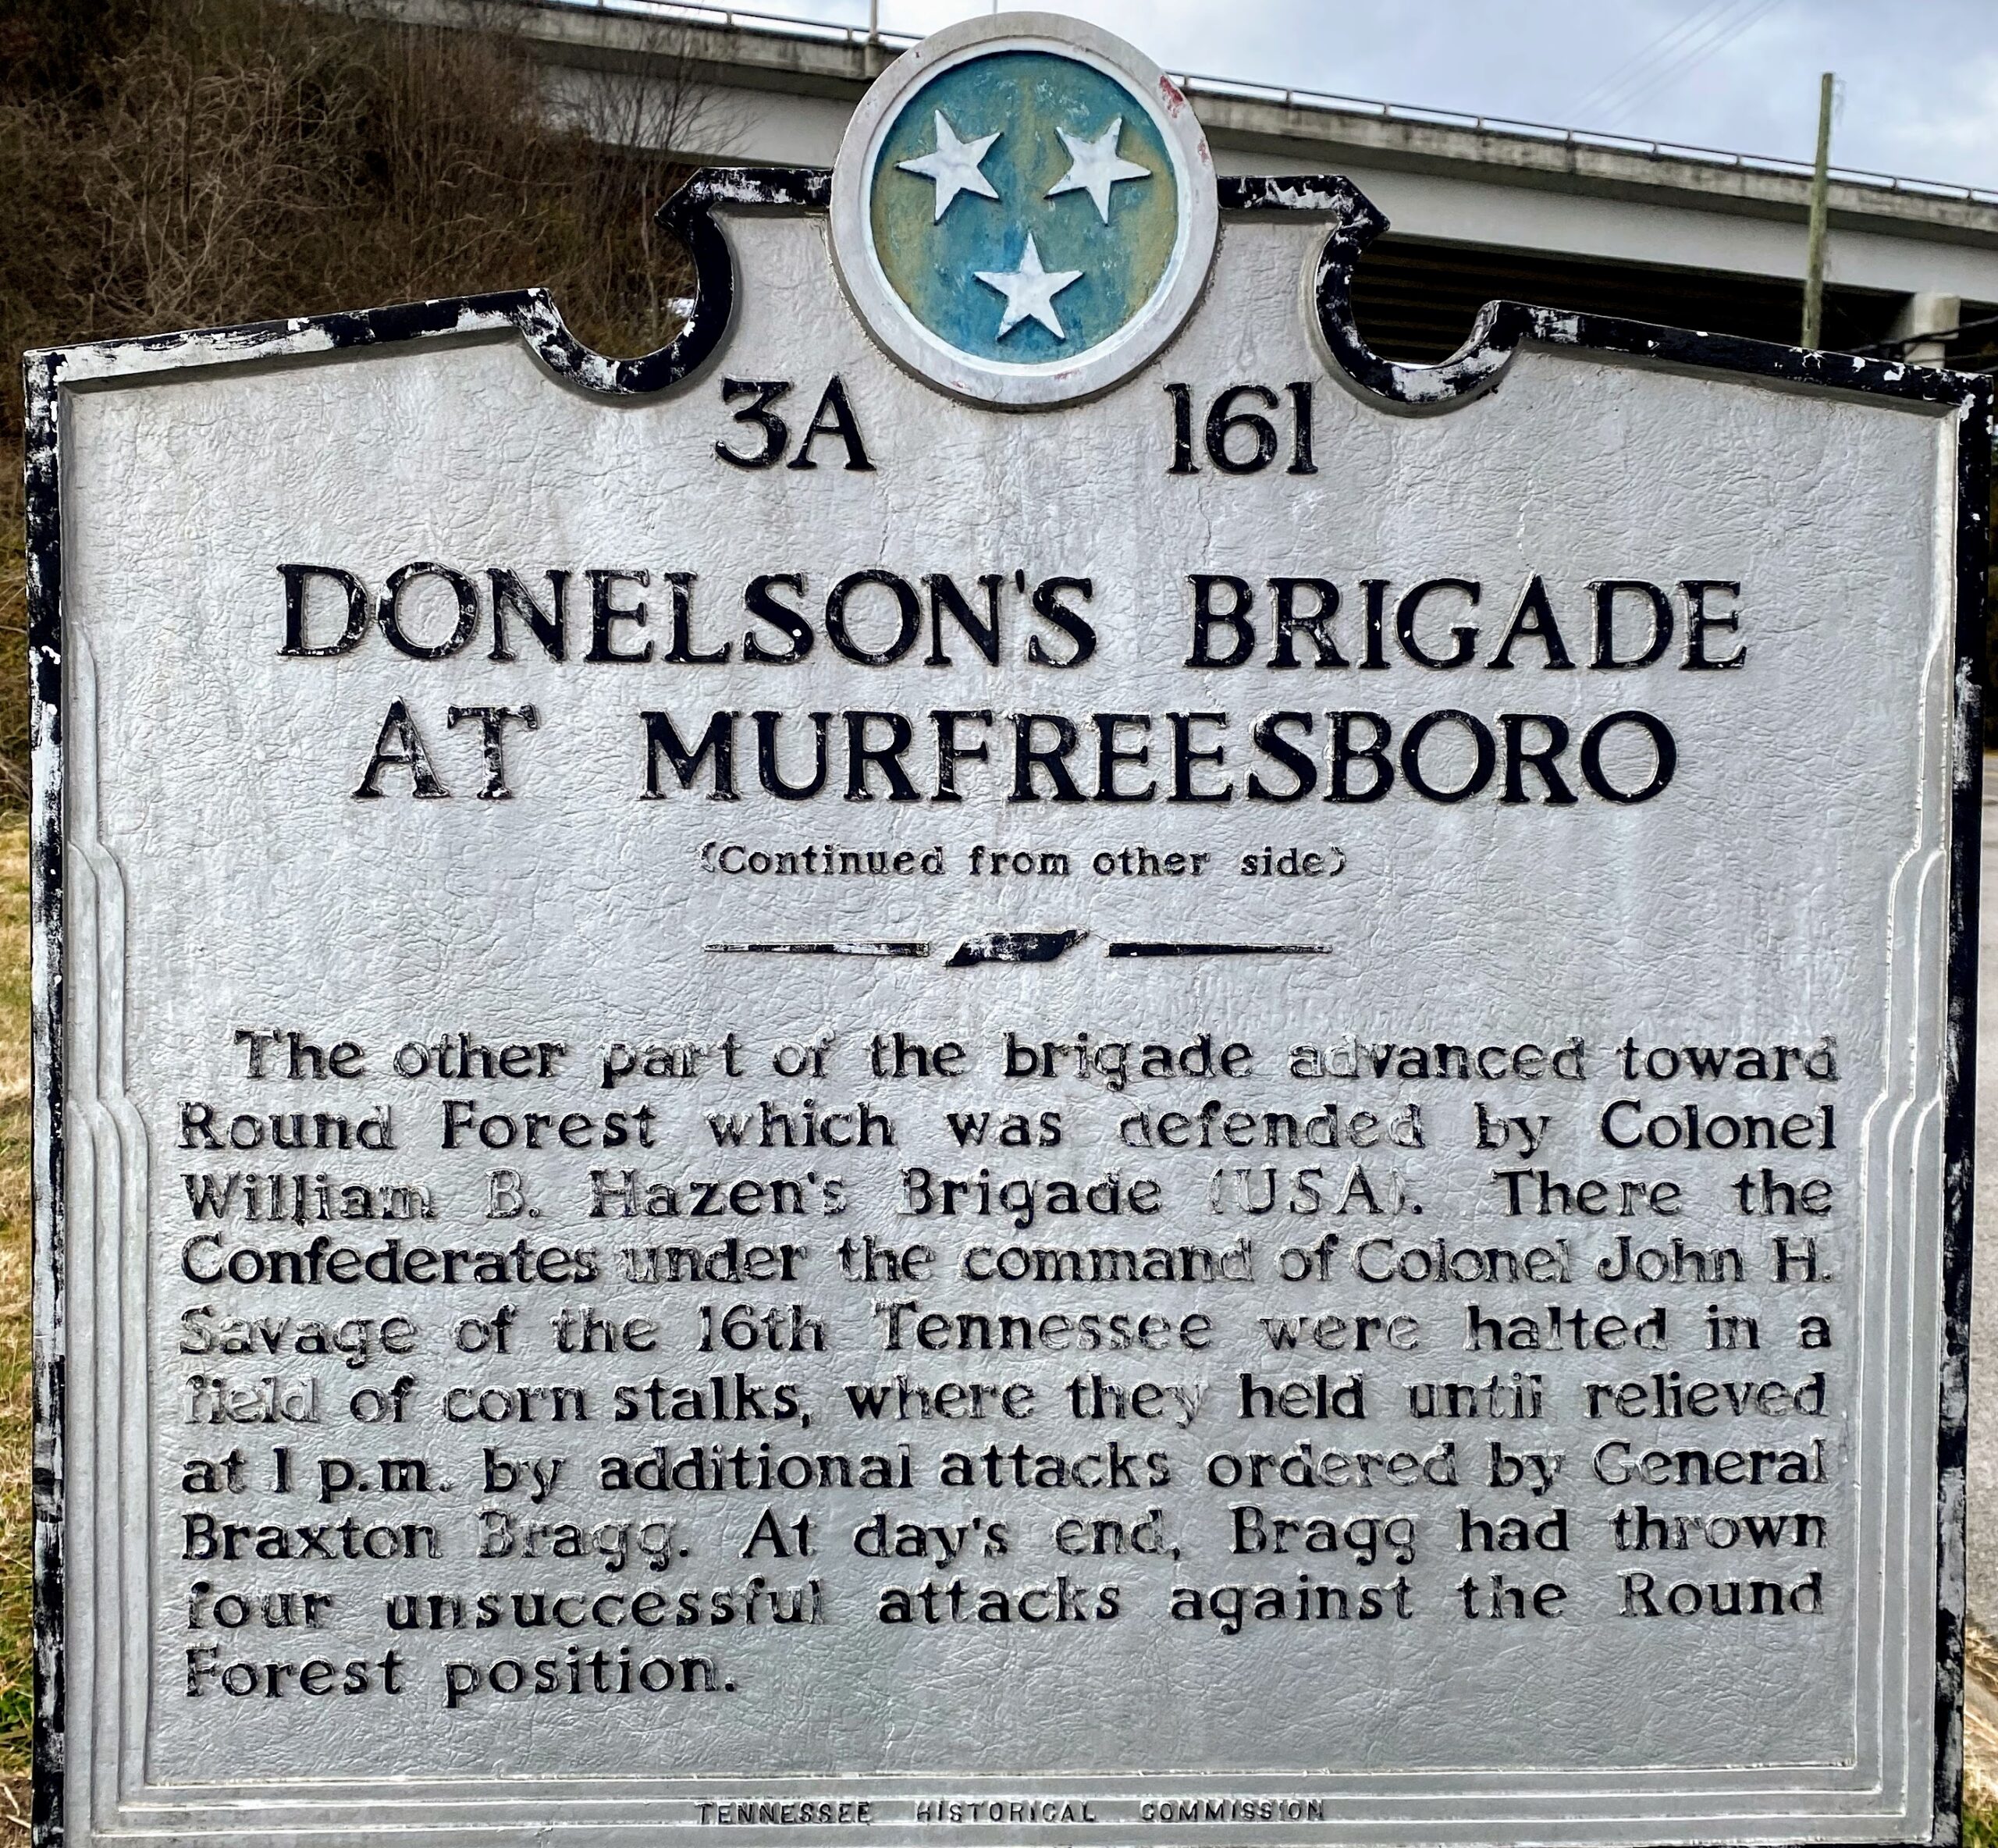 3A 161
DONELSON'S BRIGADE
AT MURFREESBORO
(Continued from other side)
The other part of the brigade advanced toward
Round Forest which was defended by Colonel
William B. Hazen's Brigade (USA). There the
Confederates under the command of Colonel John H.
Savage of the 16th Tennessee were halted in a
field of corn stalks, where they held until relieved
at 1 p.m. by additional attacks ordered by General
Braxton Bragg. At day's end, Bragg had thrown
four unsuccessful attacks against the Round
Forest position.
TENNESSEE HISTORICAL COMMISSION